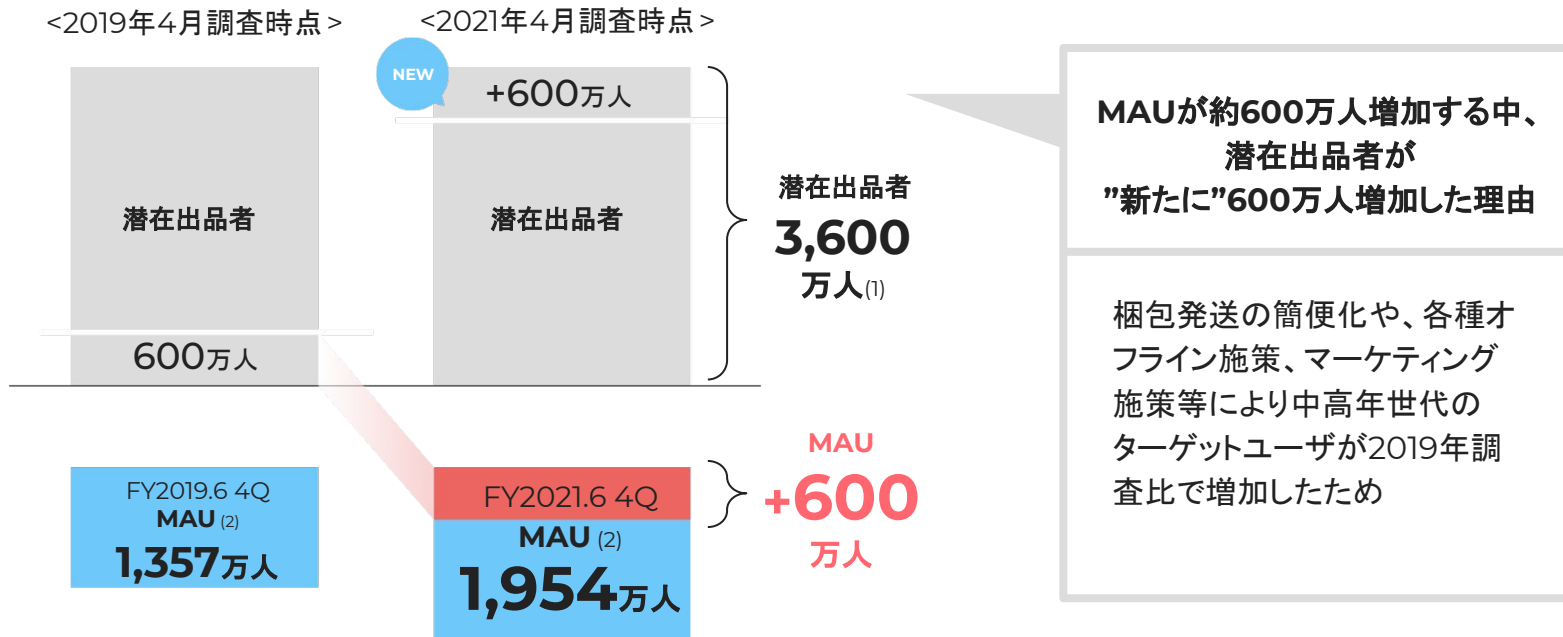 <2019年4月調査時点>
<2021年4月調査時点>
NEW
+600万人
潜在出品者
潜在出品者
600万人
潜在出品者
3,600
万人(1)
FY2019.6 4Q
MAU (2)
1,357万人
FY2021.6 4Q
MAU (2)
1,954万人
MAU
+600
万人
MAUが約600万人増加する中、
潜在出品者が
”新たに”600万人増加した理由
梱包発送の簡便化や、各種オ
フライン施策、マーケティング
施策等により中高年世代の
ターゲットユーザが2019年調
査比で増加したため